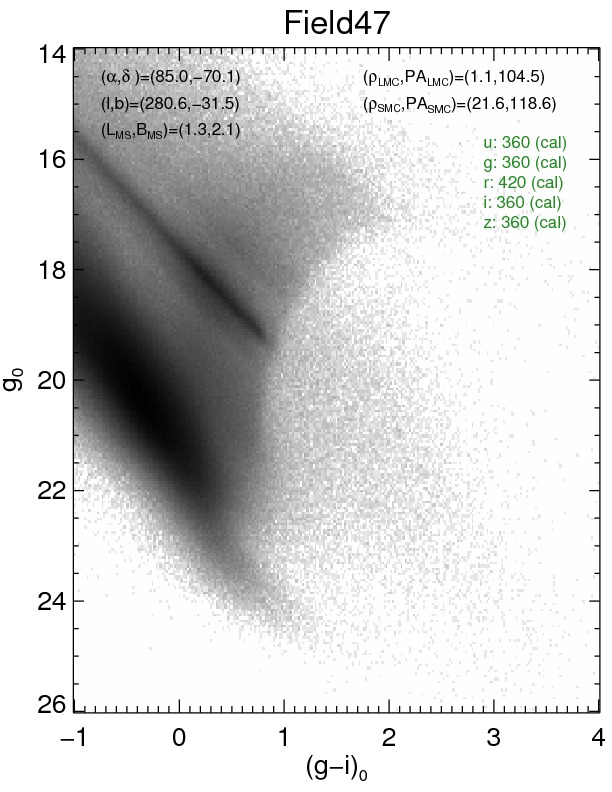 Field47
(α,δ )=(85.0,−70.1)
(ρLMC,PALMC)=(1.1,104.5)
(l,b)=(280.6,−31.5)
(ρSMC,PASMC)=(21.6,118.6)
(LMS,BMS)=(1.3,2.1)
u: 360 (cal)
g: 360 (cal)
r: 420 (cal)
i: 360 (cal)
z: 360 (cal)
14
16
18
20
22
24
26
g0
−1 0 1 2 3 4
(g−i)0